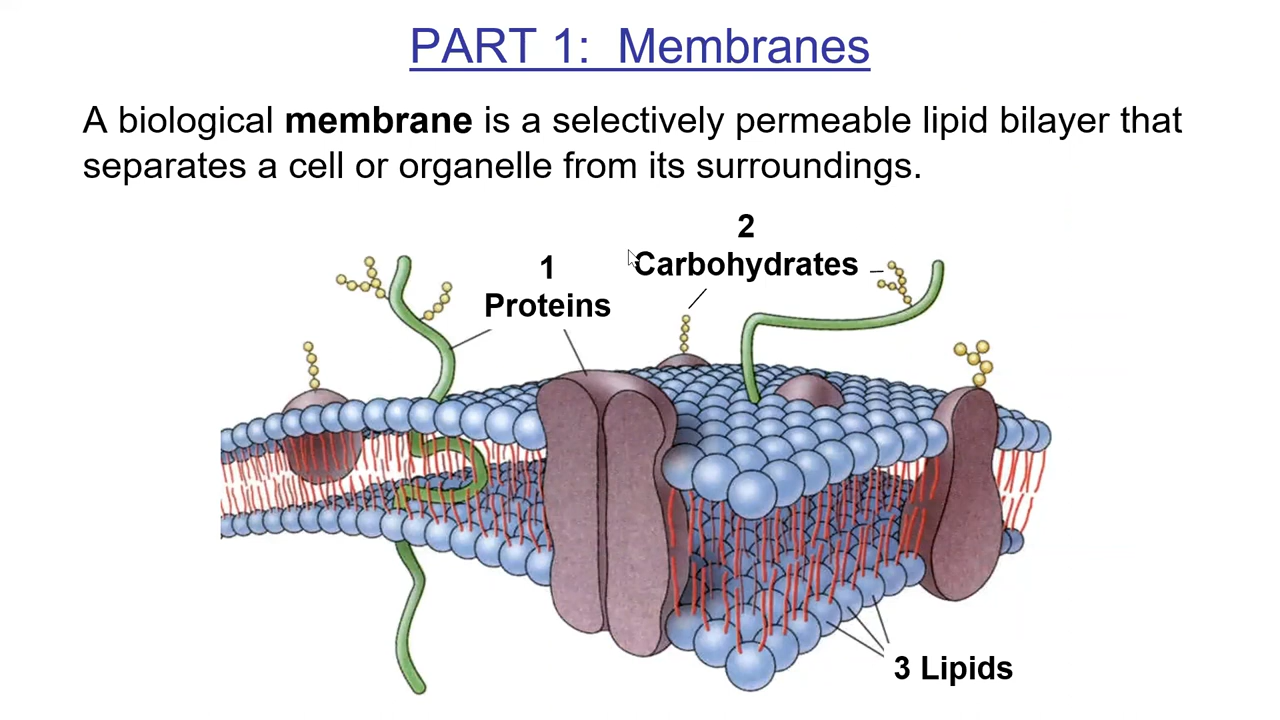 PART 1:  Membranes
A biological membrane is a selectively permeable lipid bilayer that
separates a cell or organelle from its surroundings.
2
Carbohydrates
1
Proteins
3 Lipids